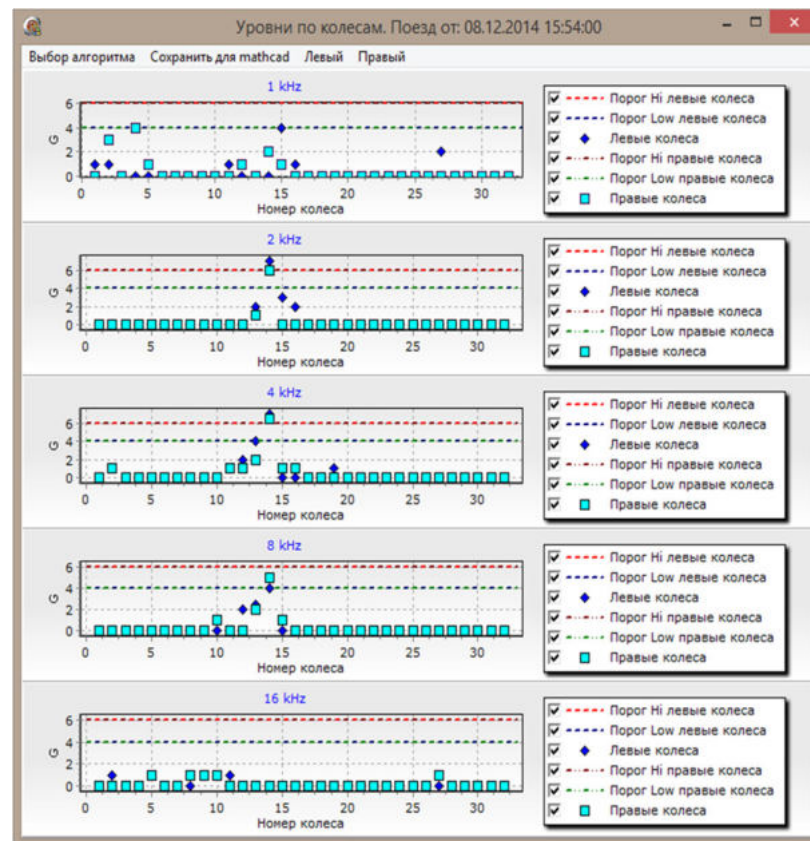 Уровни по колесам. Поезд от: 08.12.2014 15:54:00
Выбор алгоритма Сохранить для mathcad Левый Правый
1 kHz
6
4
2
0
G
0 5 10 15 20 25 30
Номер колеса
Порог Hi левые колеса
Порог Low левые колеса
Левые колеса
Порог Hi правые колеса
Порог Low правые колеса
Правые колеса
2 kHz
6
4
2
0
G
0 5 10 15 20 25 30
Номер колеса
Порог Hi левые колеса
Порог Low левые колеса
Левые колеса
Порог Hi правые колеса
Порог Low правые колеса
Правые колеса
4 kHz
6
4
2
0
G
0 5 10 15 20 25 30
Номер колеса
Порог Hi левые колеса
Порог Low левые колеса
Левые колеса
Порог Hi правые колеса
Порог Low правые колеса
Правые колеса
8 kHz
6
4
2
0
G
0 5 10 15 20 25 30
Номер колеса
Порог Hi левые колеса
Порог Low левые колеса
Левые колеса
Порог Hi правые колеса
Порог Low правые колеса
Правые колеса
16 kHz
6
4
2
0
G
0 5 10 15 20 25 30
Номер колеса
Порог Hi левые колеса
Порог Low левые колеса
Левые колеса
Порог Hi правые колеса
Порог Low правые колеса
Правые колеса